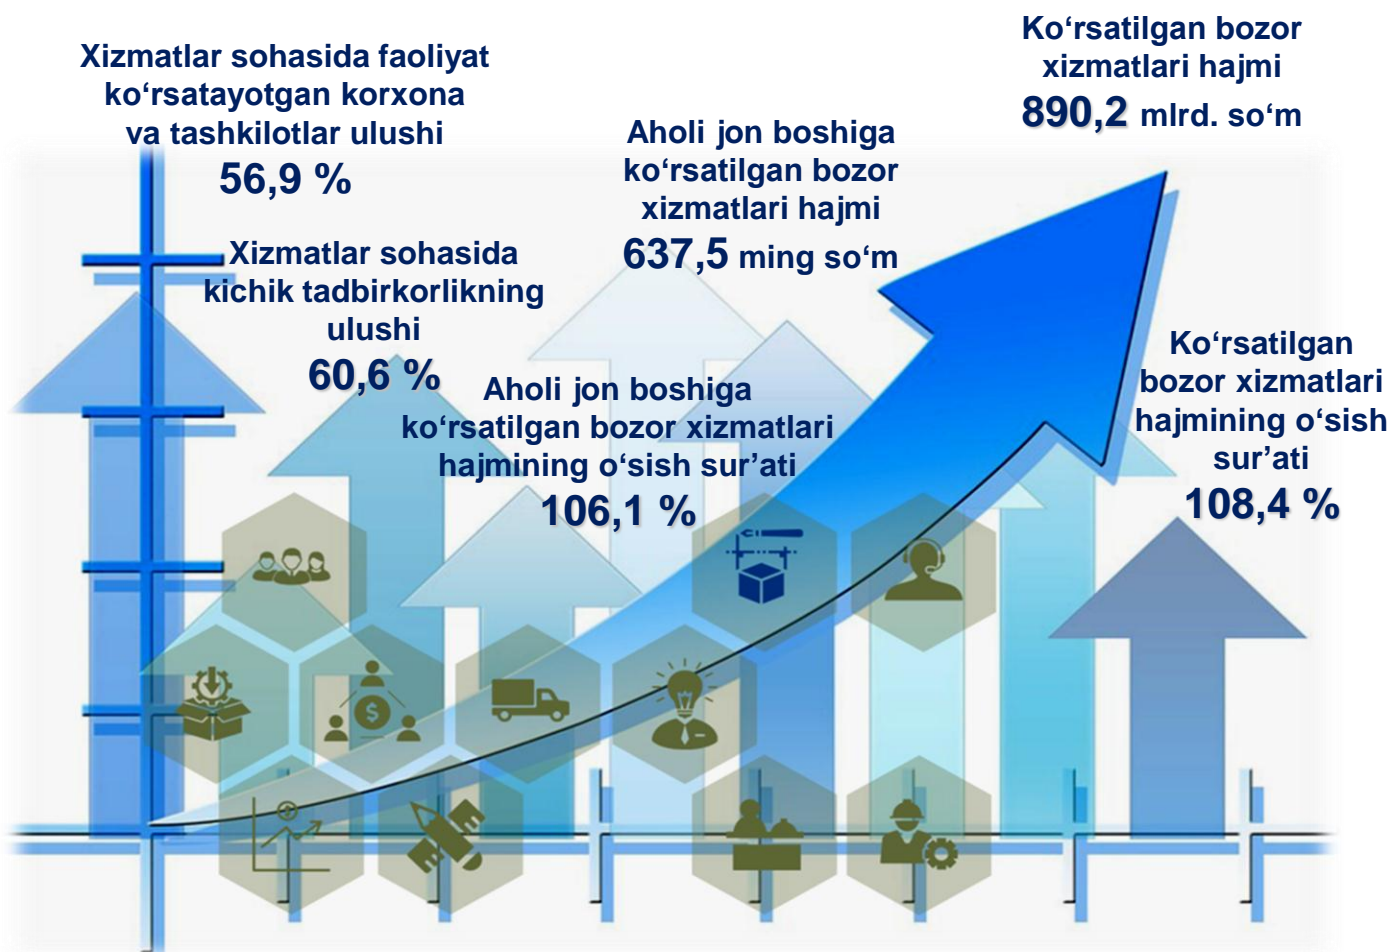 Xizmatlar sohasida faoliyat
ko‘rsatayotgan korxona
va tashkilotlar ulushi
56,9 %
Xizmatlar sohasida
kichik tadbirkorlikning
ulushi
60,6 %
Aholi jon boshiga
ko‘rsatilgan bozor
xizmatlari hajmi
637,5 ming so‘m
Aholi jon boshiga
ko‘rsatilgan bozor xizmatlari
hajmining o‘sish sur’ati
106,1 %
Ko‘rsatilgan bozor
xizmatlari hajmi
890,2 mlrd. so‘m
Ko‘rsatilgan
bozor xizmatlari
hajmining o‘sish
sur’ati
108,4 %